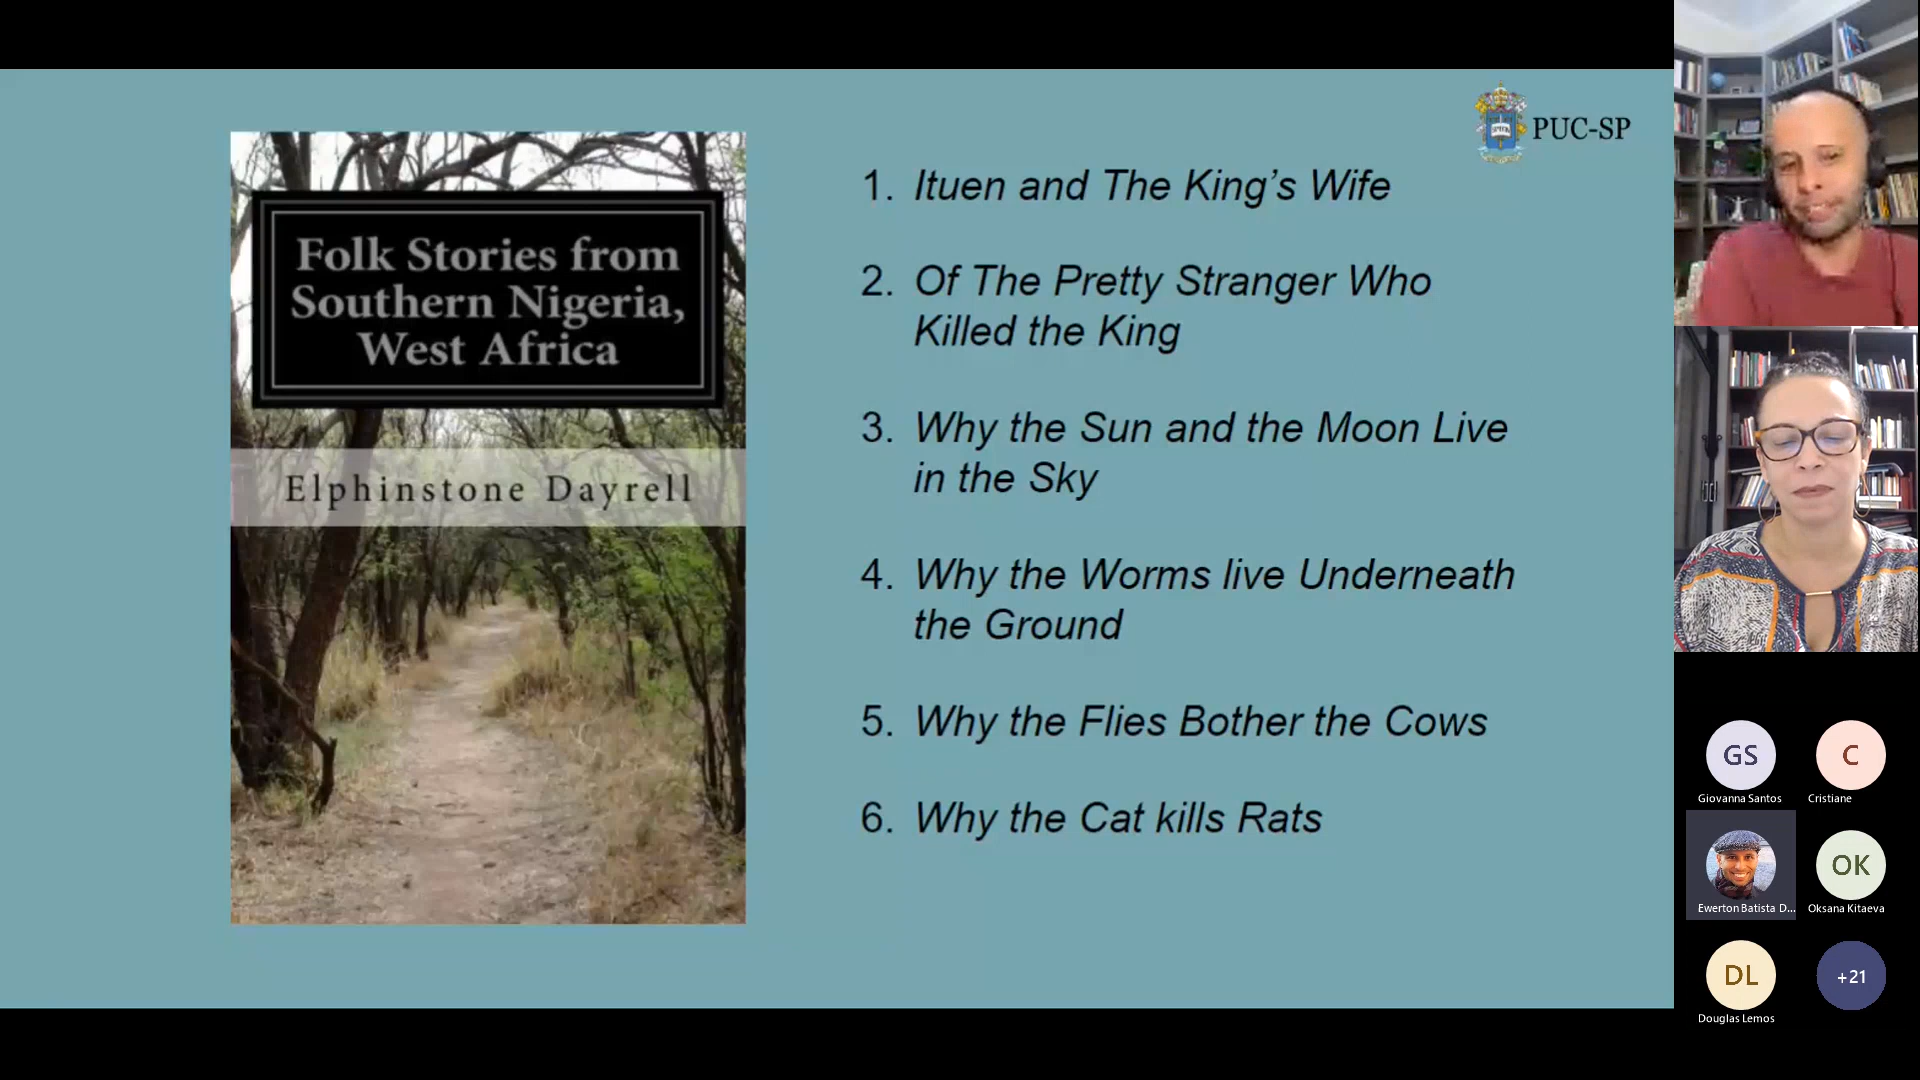 PUC-SP
Folk Stories from
Southern Nigeria,
West Africa
Elphinstone Dayrell
1. Ituen and The King’s Wife
2. Of The Pretty Stranger Who
Killed the King
3. Why the Sun and the Moon Live
in the Sky
4. Why the Worms live Underneath
the Ground
5. Why the Flies Bother the Cows
6. Why the Cat kills Rats
GS
Giovanna Santos
C
Cristiane
Ewerton Batista D...
OK
Oksana Kitaeva
DL
Douglas Lemos
+21